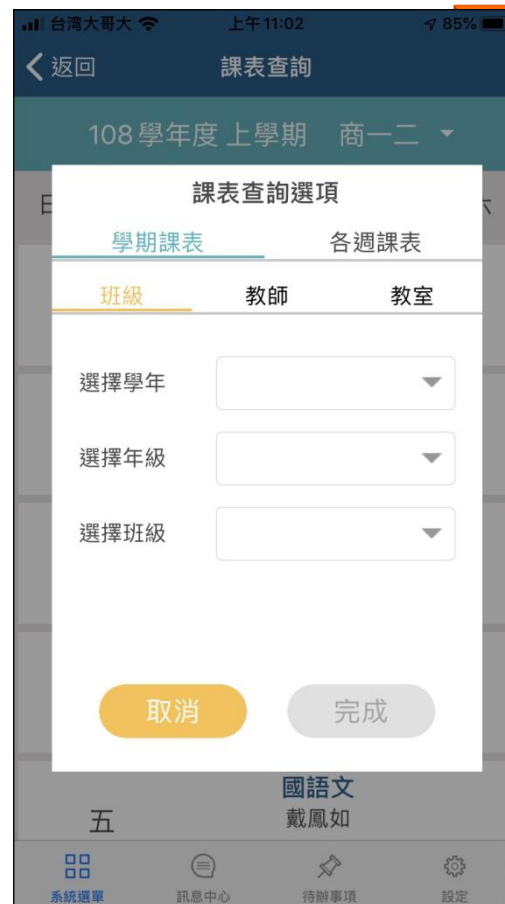 台湾大哥大 上午11:02 85%
返回 課表查詢
108學年度 上學期 商一二
課表查詢選項
學期課表 各週課表
班級 教師 教室
選擇學年
選擇年級
選擇班級
取消 完成
國語文
五 戴鳳如
系統選單 訊息中心 待辦事項 設定